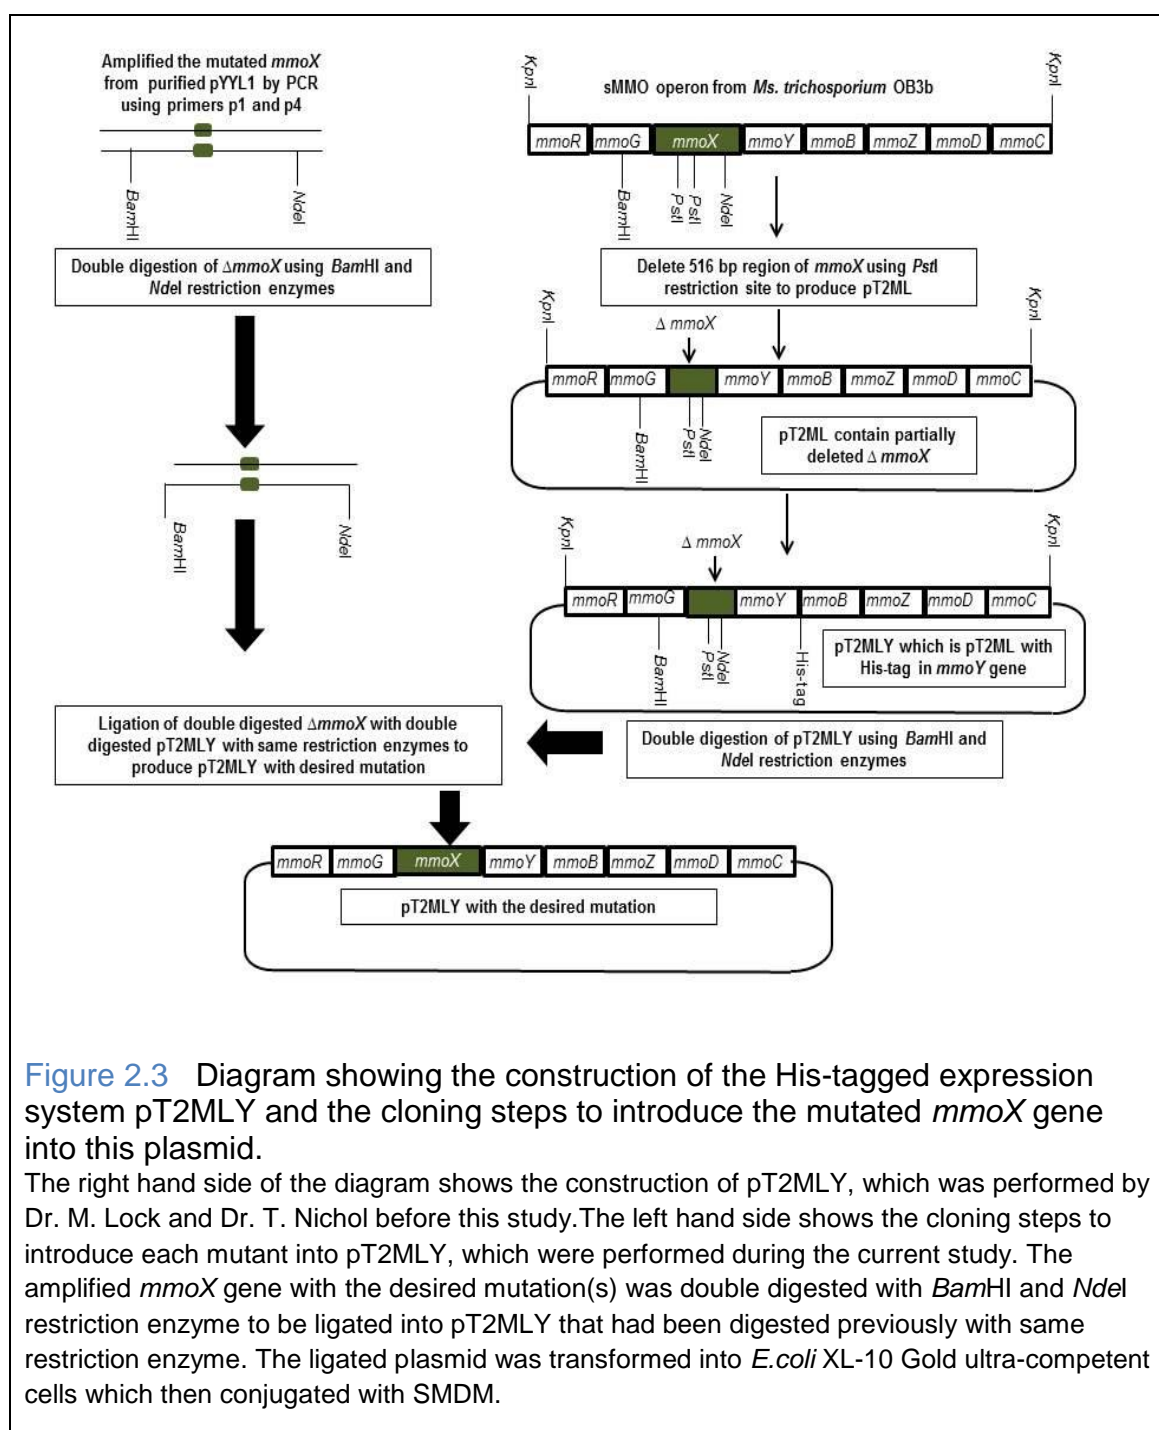 Amplified the mutated mmoX
from purified pYYL1 by PCR
using primers p1 and p4
BamHI
NdeI
Double digestion of ΔmmoX using BamHI and
NdeI restriction enzymes
BamHI
NdeI
KpnI
KpnI
sMMO operon from Ms. trichosporium OB3b
mmoR mmoG mmoX mmoY mmoB mmoZ mmoD mmoC
BamHI
PstI
PstI
NdeI
Delete 516 bp region of mmoX using PstI
restriction site to produce pT2ML
KpnI
KpnI
Δ mmoX
mmoR mmoG mmoY mmoB mmoZ mmoD mmoC
BamHI
PstI
NdeI
pT2ML contain partially
deleted Δ mmoX
KpnI
KpnI
Δ mmoX
mmoR mmoG mmoY mmoB mmoZ mmoD mmoC
BamHI
PstI
NdeI
His-tag
pT2MLY which is pT2ML with
His-tag in mmoY gene
Ligation of double digested ΔmmoX with double
digested pT2MLY with same restriction enzymes to
produce pT2MLY with desired mutation
Double digestion of pT2MLY using BamHI and
NdeI restriction enzymes
mmoR mmoG mmoX mmoY mmoB mmoZ mmoD mmoC
pT2MLY with the desired mutation
Figure 2.3 Diagram showing the construction of the His-tagged expression
system pT2MLY and the cloning steps to introduce the mutated mmoX gene
into this plasmid.
The right hand side of the diagram shows the construction of pT2MLY, which was performed by
Dr. M. Lock and Dr. T. Nichol before this study.The left hand side shows the cloning steps to
introduce each mutant into pT2MLY, which were performed during the current study. The
amplified mmoX gene with the desired mutation(s) was double digested with BamHI and NdeI
restriction enzyme to be ligated into pT2MLY that had been digested previously with same
restriction enzyme. The ligated plasmid was transformed into E.coli XL-10 Gold ultra-competent
cells which then conjugated with SMDM.